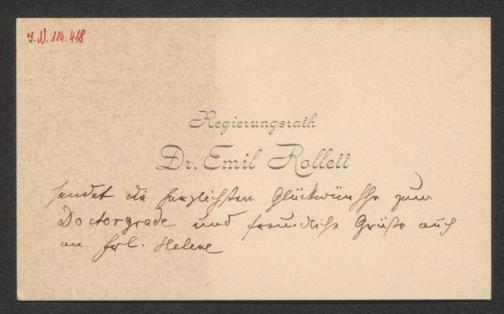 I.N. 114.418
Regierungsrath
Dr. Emil Rollett
sendet die herzlichsten Glückwünsche zum
Doctorgrade und freundliche Grüße auch
an Frl. Helene